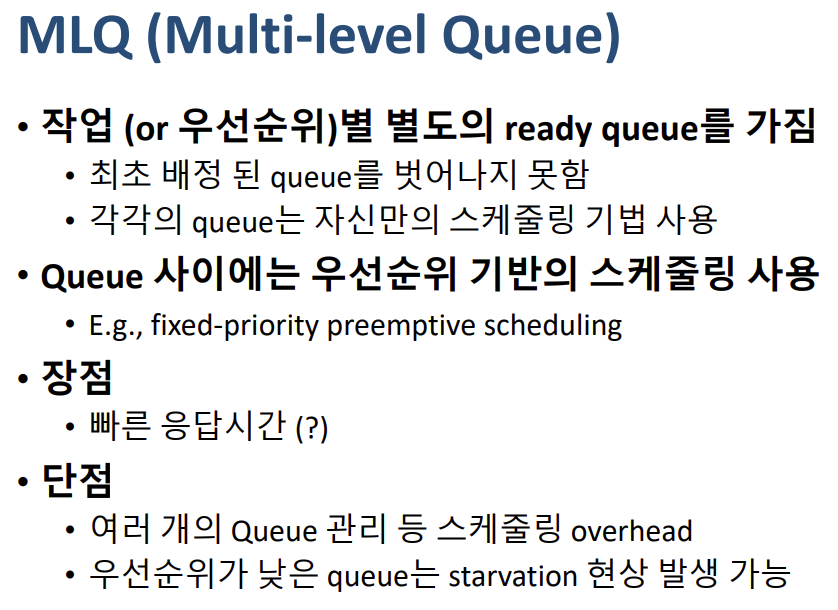 MLQ (Multi-level Queue)
• 작업 (or 우선순위)별 별도의 ready queue를 가짐
• 최초 배정 된 queue를 벗어나지 못함
• 각각의 queue는 자신만의 스케줄링 기법 사용
• Queue 사이에는 우선순위 기반의 스케줄링 사용
• E.g., fixed-priority preemptive scheduling
• 장점
• 빠른 응답시간 (?)
• 단점
• 여러 개의 Queue 관리 등 스케줄링 overhead
• 우선순위가 낮은 queue는 starvation 현상 발생 가능